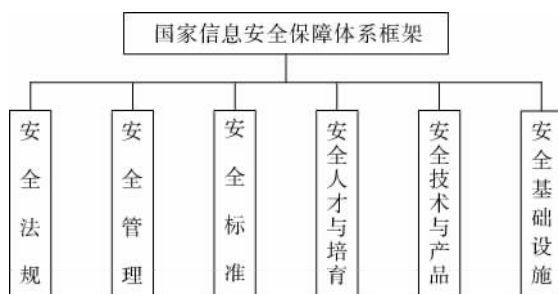 国家信息安全保障体系框架
安全法规
安全管理
安全标准
安全人才与培育
安全技术与产品
安全基础设施